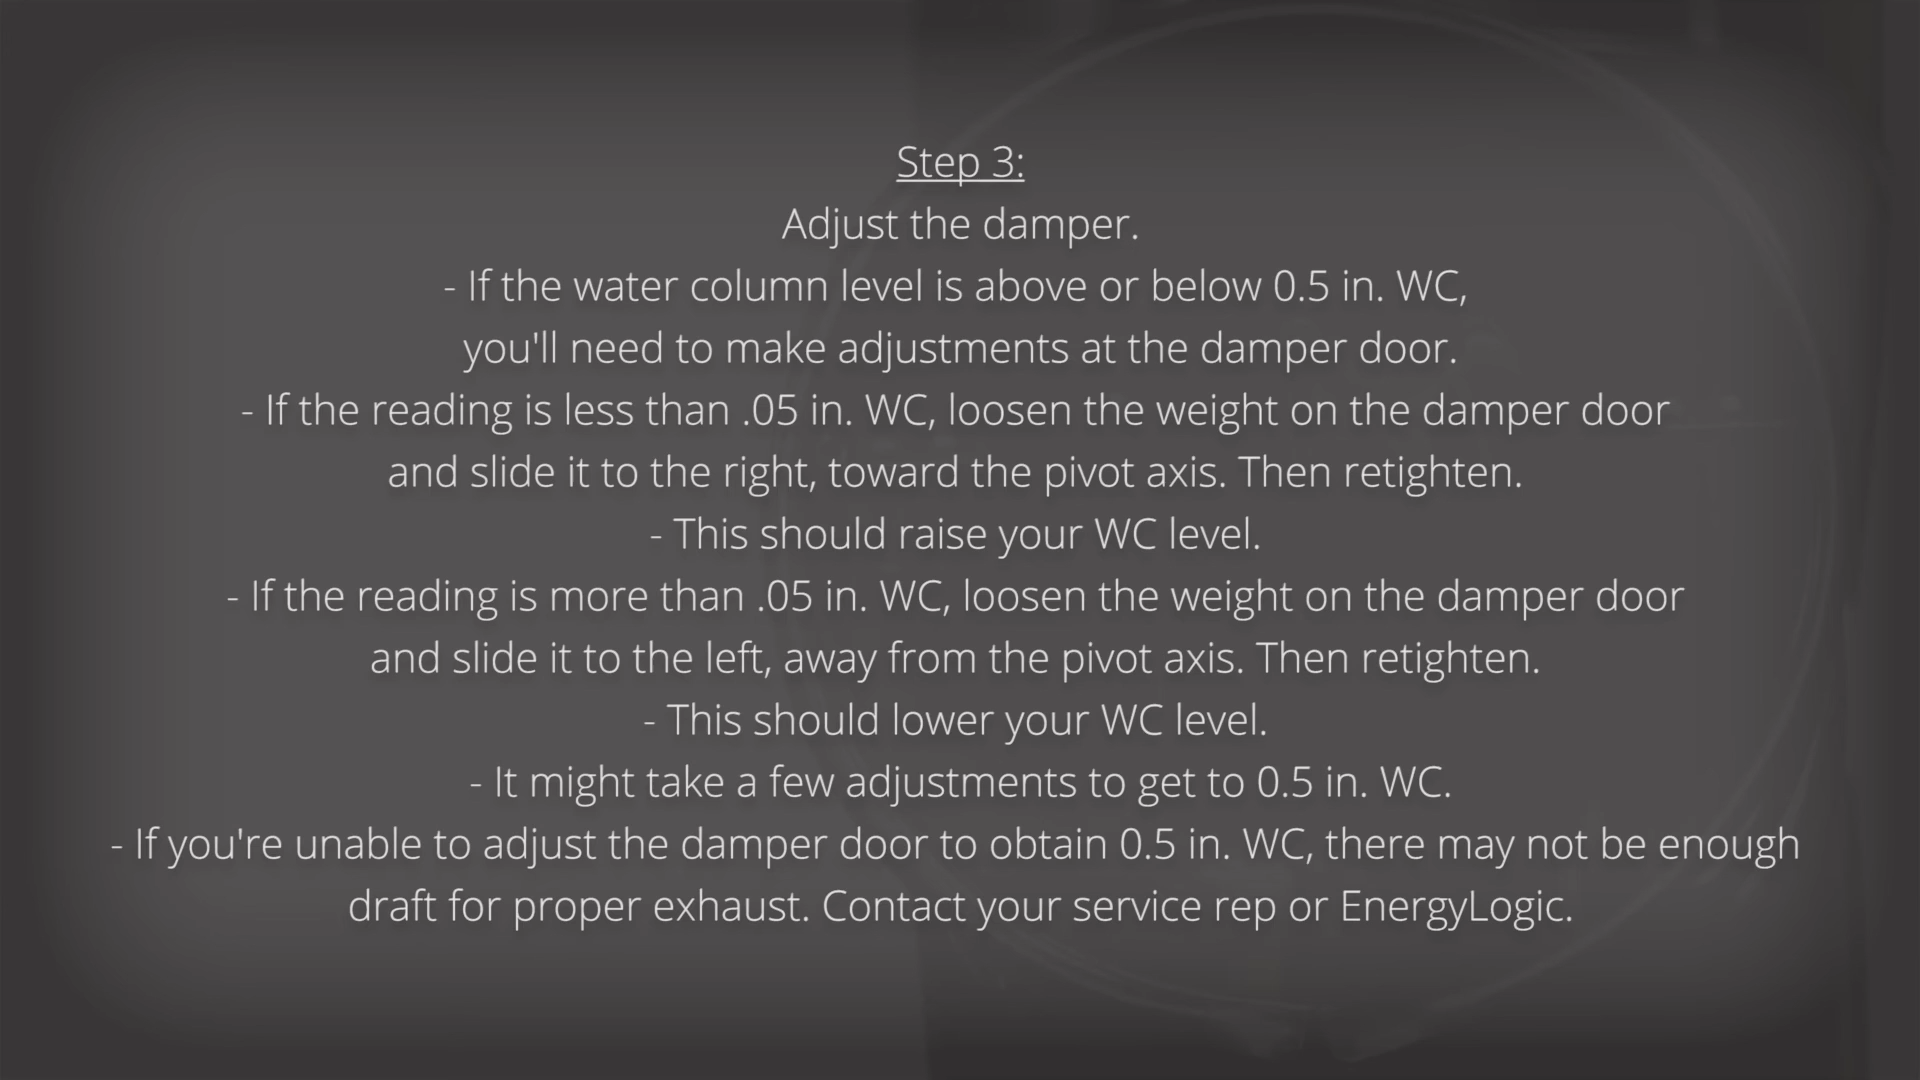 Step 3:
Adjust the damper.
- If the water column level is above or below 0.5 in. WC,
you'll need to make adjustments at the damper door.
- If the reading is less than .05 in. WC, loosen the weight on the damper door
and slide it to the right, toward the pivot axis. Then retighten.
- This should raise your WC level.
- If the reading is more than .05 in. WC, loosen the weight on the damper door
and slide it to the left, away from the pivot axis. Then retighten.
- This should lower your WC level.
- It might take a few adjustments to get to 0.5 in. WC.
- If you're unable to adjust the damper door to obtain 0.5 in. WC, there may not be enough
draft for proper exhaust. Contact your service rep or EnergyLogic.